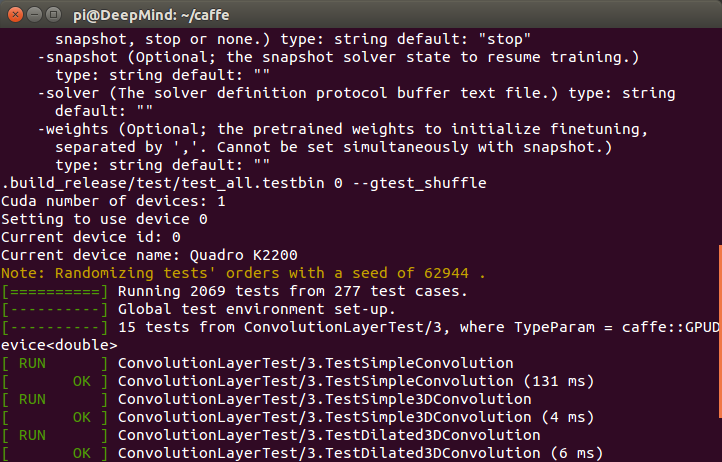 pi@DeepMind: ~/caffe
snapshot, stop or none.) type: string default: "stop"
-snapshot (Optional; the snapshot solver state to resume training.)
type: string default: ""
-solver (The solver definition protocol buffer text file.) type: string
default: ""
-weights (Optional; the pretrained weights to initialize finetuning,
separated by ','. Cannot be set simultaneously with snapshot.)
type: string default: ""
.build_release/test/test_all.testbin 0 --gtest_shuffle
Cuda number of devices: 1
Setting to use device 0
Current device id: 0
Current device name: Quadro K2200
Note: Randomizing tests' orders with a seed of 62944 .
[==========] Running 2069 tests from 277 test cases.
[----------] Global test environment set-up.
[----------] 15 tests from ConvolutionLayerTest/3, where TypeParam = caffe::GPUD
evice<double>
[ RUN      ] ConvolutionLayerTest/3.TestSimpleConvolution
[       OK ] ConvolutionLayerTest/3.TestSimpleConvolution (131 ms)
[ RUN      ] ConvolutionLayerTest/3.TestSimple3DConvolution
[       OK ] ConvolutionLayerTest/3.TestSimple3DConvolution (4 ms)
[ RUN      ] ConvolutionLayerTest/3.TestDilated3DConvolution
[       OK ] ConvolutionLayerTest/3.TestDilated3DConvolution (6 ms)